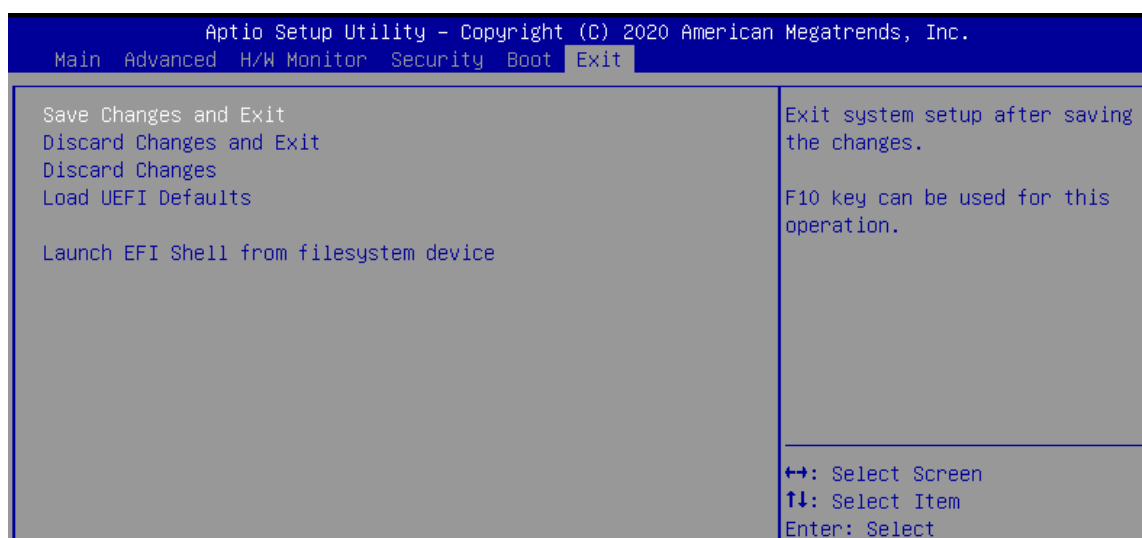 Aptio Setup Utility – Copyright (C) 2020 American Megatrends, Inc.
Main Advanced H/W Monitor Security Boot Exit
Save Changes and Exit
Discard Changes and Exit
Discard Changes
Load UEFI Defaults
Launch EFI Shell from filesystem device
Exit system setup after saving
the changes.
F10 key can be used for this
operation.
↔: Select Screen
↑↓: Select Item
Enter: Select